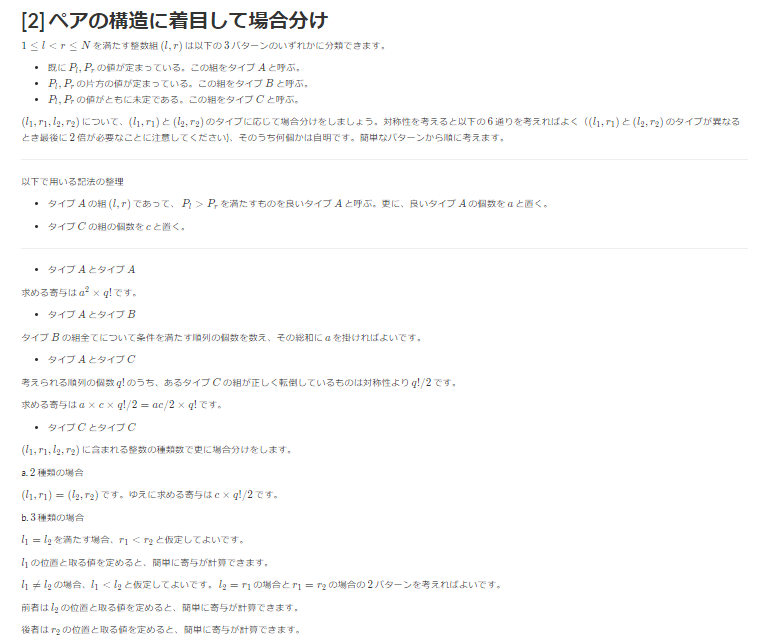 [2] ペアの構造に着目して場合分け
1 ≤ l < r ≤ N を満たす整数組 (l, r) は以下の 3 パターンのいずれかに分類できます。
• 既に P_l, P_r の値が定まっている。この組をタイプ A と呼ぶ。
• P_l, P_r の片方の値が定まっている。この組をタイプ B と呼ぶ。
• P_l, P_r の値がともに未定である。この組をタイプ C と呼ぶ。
(l_1, r_1, l_2, r_2) について、(l_1, r_1) と (l_2, r_2) のタイプに応じて場合分けをしましょう。対称性を考えると以下の 6 通りを考えればよく（(l_1, r_1) と (l_2, r_2) のタイプが異なる
とき最後に 2 倍が必要なことに注意してください)、そのうち何個かは自明です。簡単なパターンから順に考えます。
以下で用いる記法の整理
• タイプ A の組 (l, r) であって、 P_l > P_r を満たすものを良いタイプ A と呼ぶ。更に、良いタイプ A の個数を a と置く。
• タイプ C の組の個数を c と置く。
• タイプ A とタイプ A
求める寄与は a^2 × q! です。
• タイプ A とタイプ B
タイプ B の組全てについて条件を満たす順列の個数を数え、その総和に a を掛ければよいです。
• タイプ A とタイプ C
考えられる順列の個数 q! のうち、あるタイプ C の組が正しく転倒しているものは対称性より q!/2 です。
求める寄与は a × c × q!/2 = ac/2 × q! です。
• タイプ C とタイプ C
(l_1, r_1, l_2, r_2) に含まれる整数の種類数で更に場合分けをします。
a. 2 種類の場合
(l_1, r_1) = (l_2, r_2) です。ゆえに求める寄与は c × q!/2 です。
b. 3 種類の場合
l_1 = l_2 を満たす場合、r_1 < r_2 と仮定してよいです。
l_1 の位置と取る値を定めると、簡単に寄与が計算できます。
l_1 ≠ l_2 の場合、l_1 < l_2 と仮定してよいです。l_2 = r_1 の場合と r_1 = r_2 の場合の 2 パターンを考えればよいです。
前者は l_2 の位置と取る値を定めると、簡単に寄与が計算できます。
後者は r_2 の位置と取る値を定めると、簡単に寄与が計算できます。